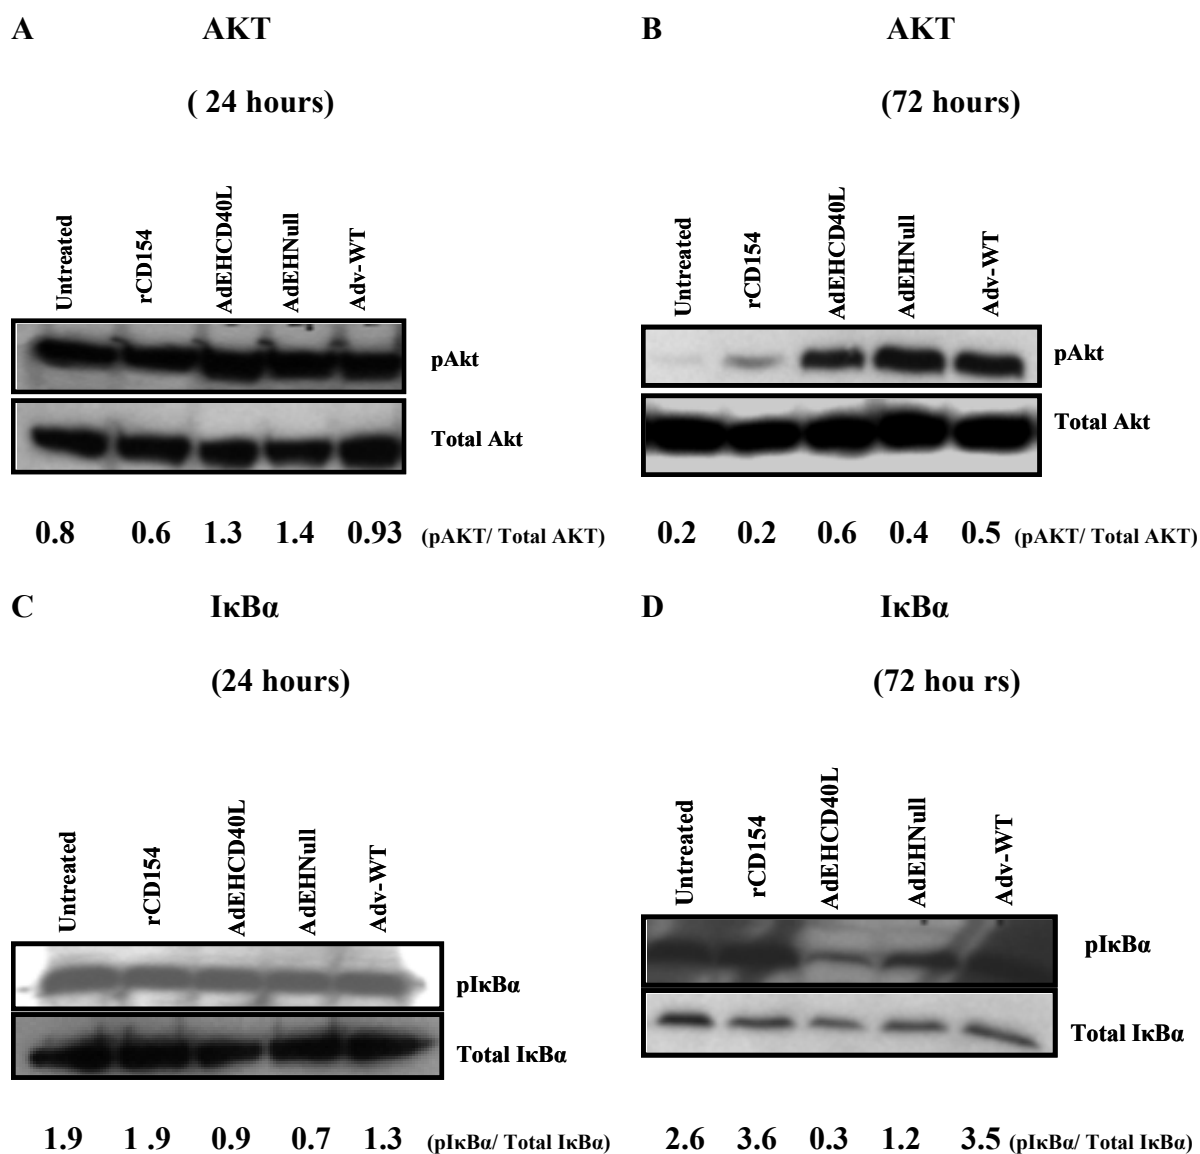 A AKT
( 24 hours)
Untreated
rCD154
AdEHCD40L
AdEHNull
Adv-WT
pAkt
Total Akt
0.8 0.6 1.3 1.4 0.93 (pAKT/ Total AKT)
B AKT
(72 hours)
Untreated
rCD154
AdEHCD40L
AdEHNull
Adv-WT
pAkt
Total Akt
0.2 0.2 0.6 0.4 0.5 (pAKT/ Total AKT)
C IκBα
(24 hours)
Untreated
rCD154
AdEHCD40L
AdEHNull
Adv-WT
pIκBα
Total IκBα
1.9 1 .9 0.9 0.7 1.3 (pIκBα/ Total IκBα)
D IκBα
(72 hou rs)
Untreated
rCD154
AdEHCD40L
AdEHNull
Adv-WT
pIκBα
Total IκBα
2.6 3.6 0.3 1.2 3.5 (pIκBα/ Total IκBα)